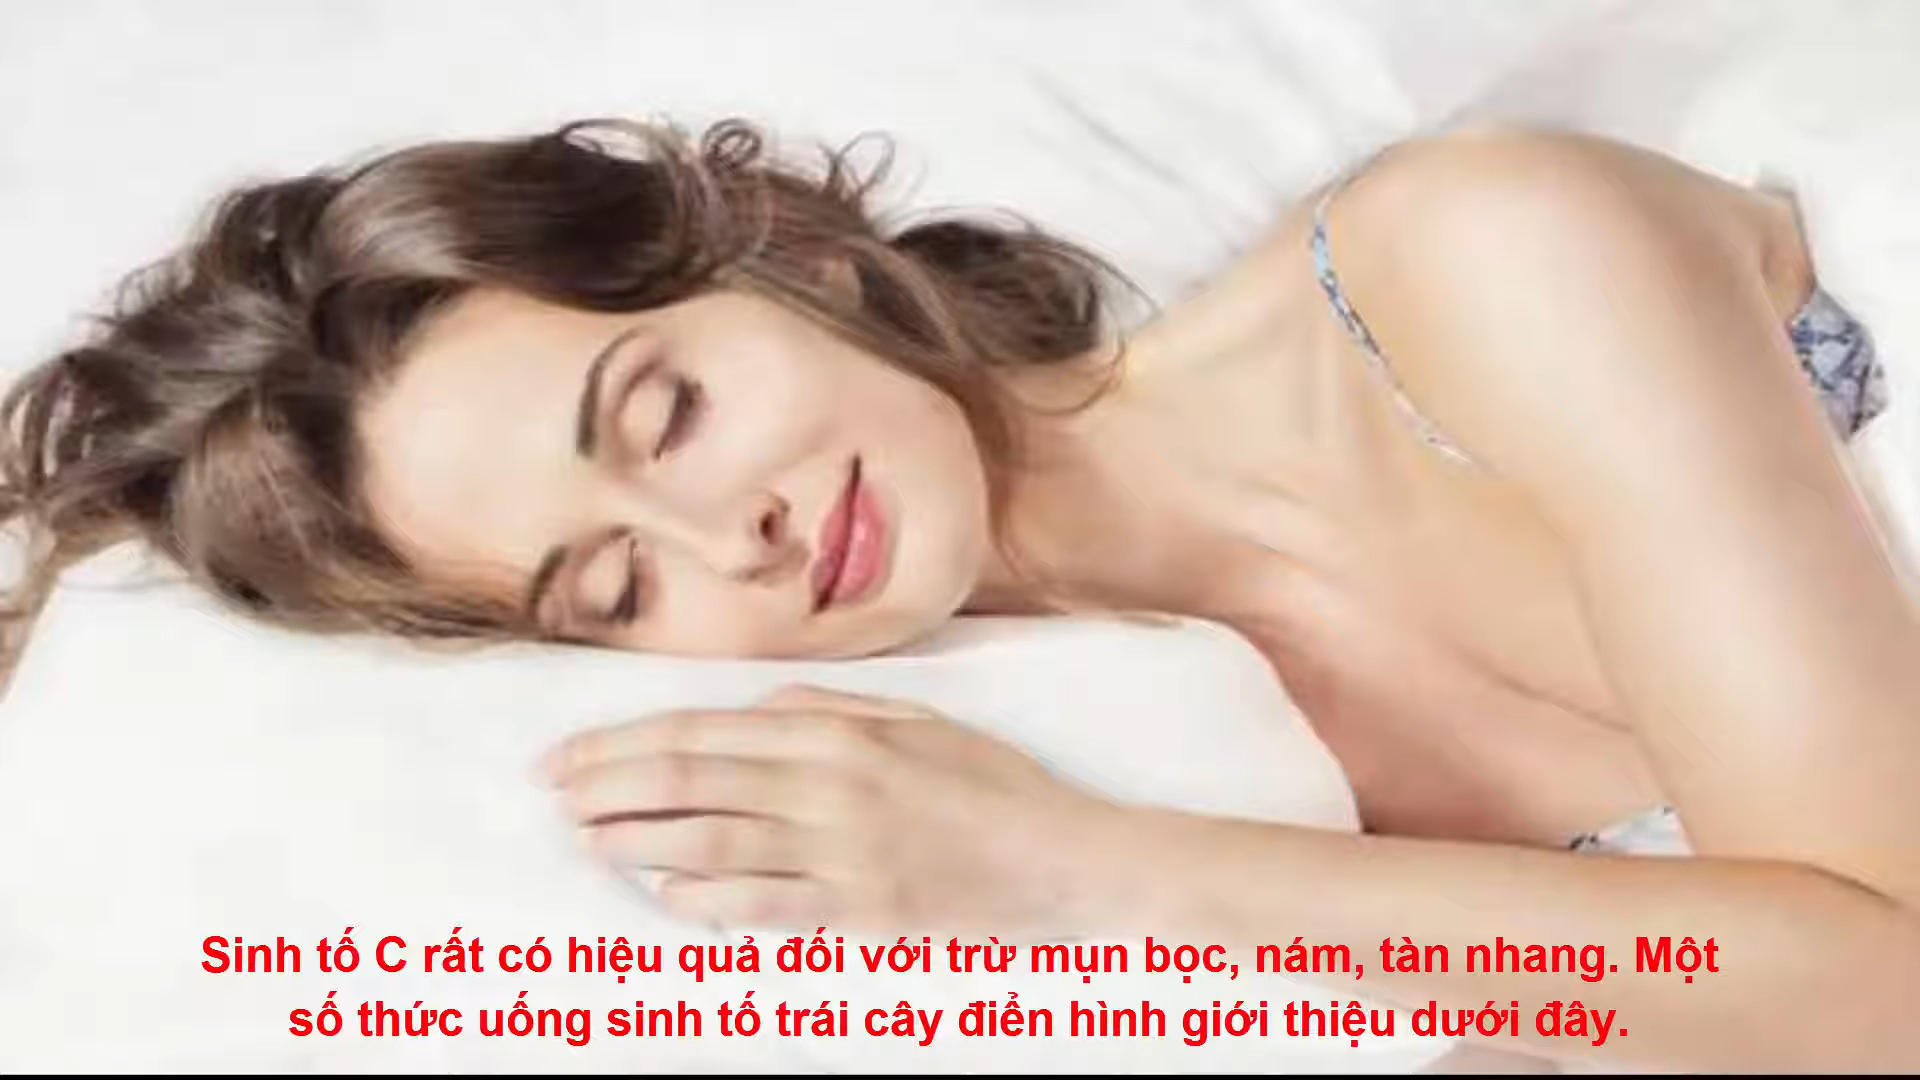 Sinh tố C rất có hiệu quả đối với trừ mụn bọc, nám, tàn nhang. Một
số thức uống sinh tố trái cây điển hình giới thiệu dưới đây.